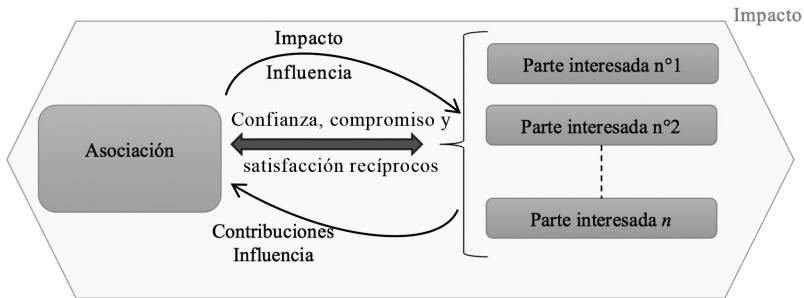 Impacto
Impacto
Influencia
Parte interesada n°1
Asociación
Confianza, compromiso y
satisfacción recíprocos
Parte interesada n°2
Contribuciones
Influencia
Parte interesada n